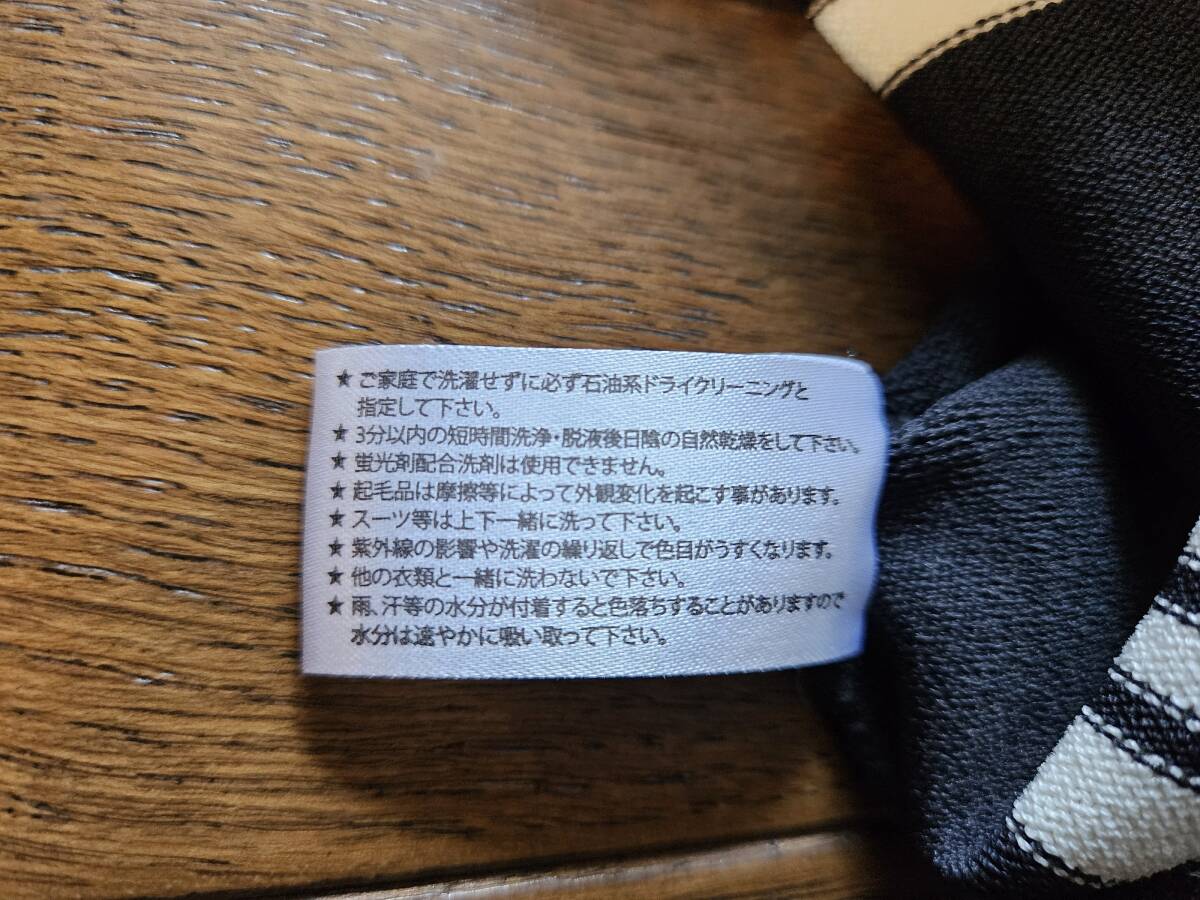 ★ ご家庭で洗濯せずに必ず石油系ドライクリーニングと
指定して下さい。
★ 3分以内の短時間洗浄・脱液後日陰の自然乾燥をして下さい。
★ 蛍光剤配合洗剤は使用できません。
★ 起毛品は摩擦等によって外観変化を起こす事があります。
★ スーツ等は上下一緒に洗って下さい。
★ 紫外線の影響や洗濯の繰り返しで色目がうすくなります。
★ 他の衣類と一緒に洗わないで下さい。
★ 雨、汗等の水分が付着すると色落ちすることがありますので
水分は速やかに吸い取って下さい。